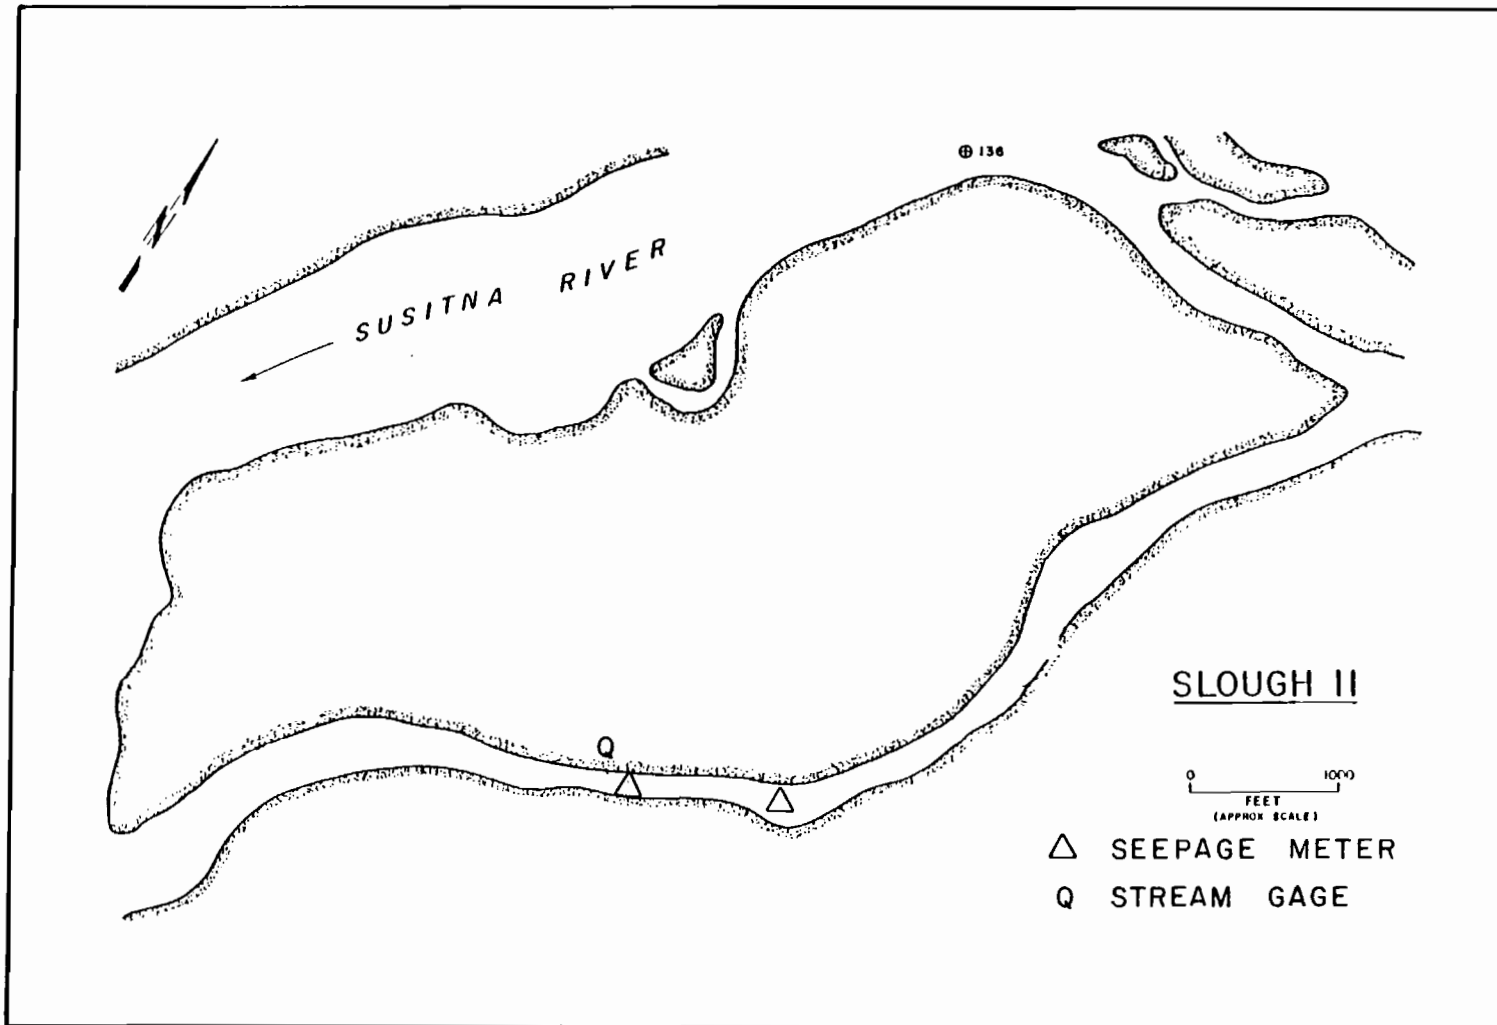 ⊕ 136
SUSITNA RIVER
Q
SLOUGH 11
0 1000
FEET
(APPROX SCALE)
△ SEEPAGE METER
Q STREAM GAGE